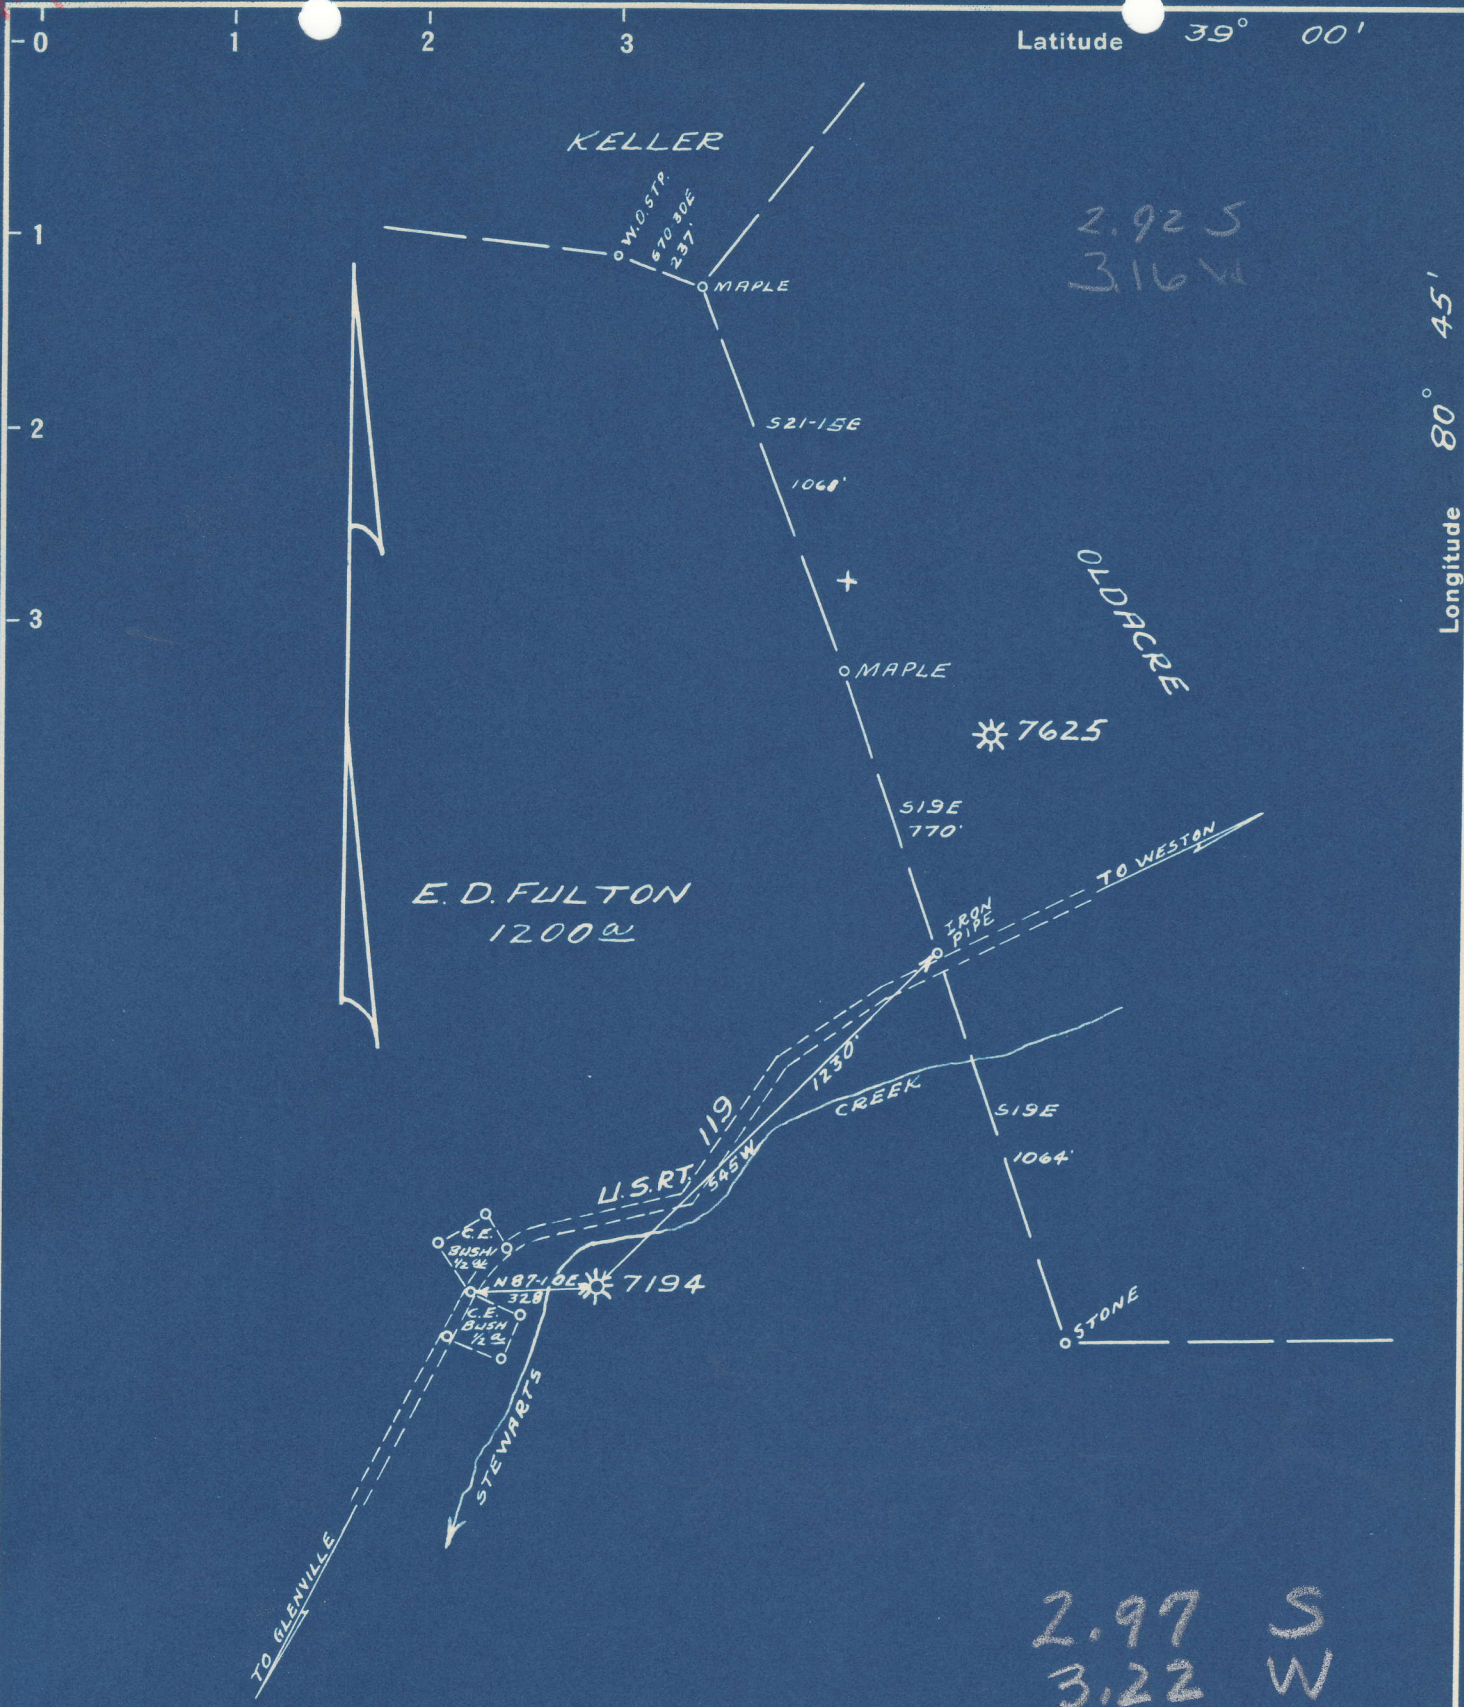 0 1 2 3
Latitude 39° 00'
KELLER
W.O. STP.
S70 30E
237'
MAPLE
2.92 S
3.16 W
1
2
3
Longitude 80° 45'
S21-15E
1068'
OLDACRE
MAPLE
7625
S19E
770'
E. D. FULTON
1200 a
TO WESTON
IRON
PIPE
1230'
S45W
CREEK
119
U.S. RT.
S19E
1064'
C.E.
BUSH
1/2 a
N87-10E
328'
7194
C.E.
BUSH
1/2 a
STONE
STEWARTS
TO GLENVILLE
2.97 S
3.22 W